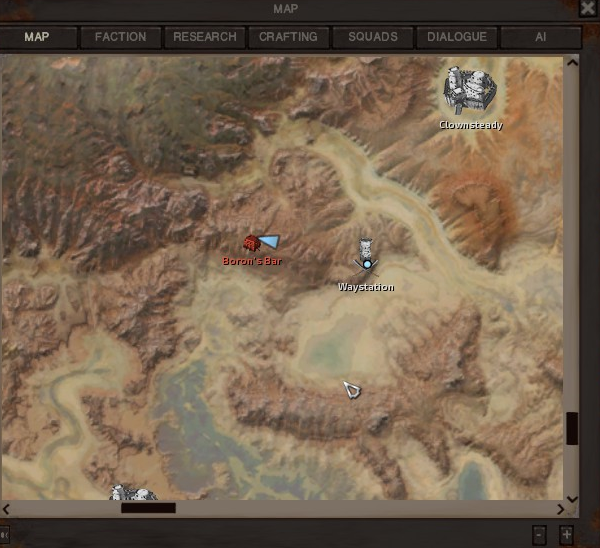 MAP
MAP
FACTION
RESEARCH
CRAFTING
SQUADS
DIALOGUE
AI
Clownsteady
Boron's Bar
Waystation